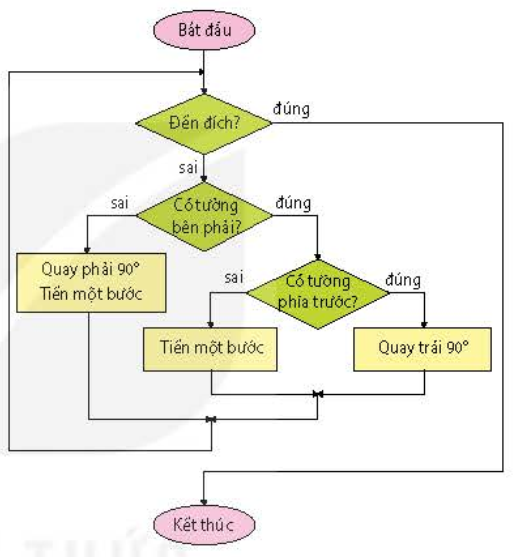 Bắt đầu
đúng
Đến đích?
sai
sai
Có tường
bên phải?
đúng
Quay phải 90°
Tiến một bước
sai
Có tường
phía trước?
đúng
Tiến một bước
Quay trái 90°
Kết thúc